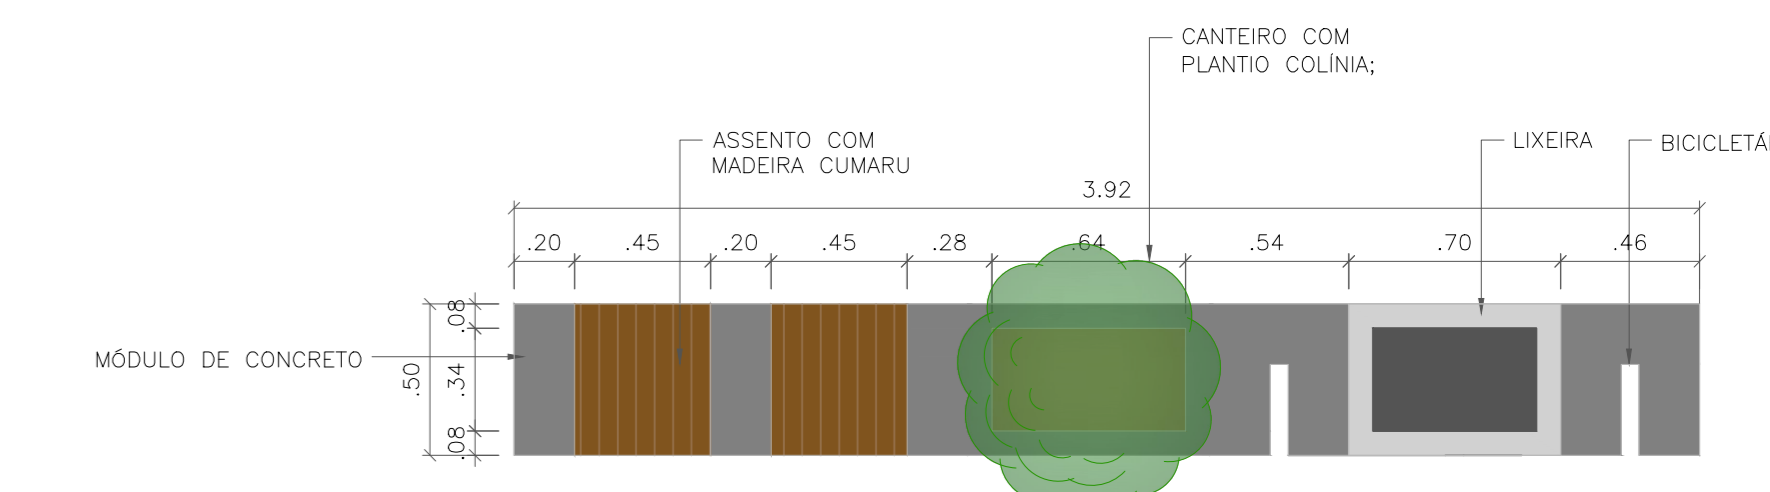 CANTEIRO COM
PLANTIO COLÍNIA;
ASSENTO COM
MADEIRA CUMARU
LIXEIRA
3.92
.20 .45 .20 .45 .28 .64 .54 .70 .46
.08
MÓDULO DE CONCRETO
.50
.34
.08